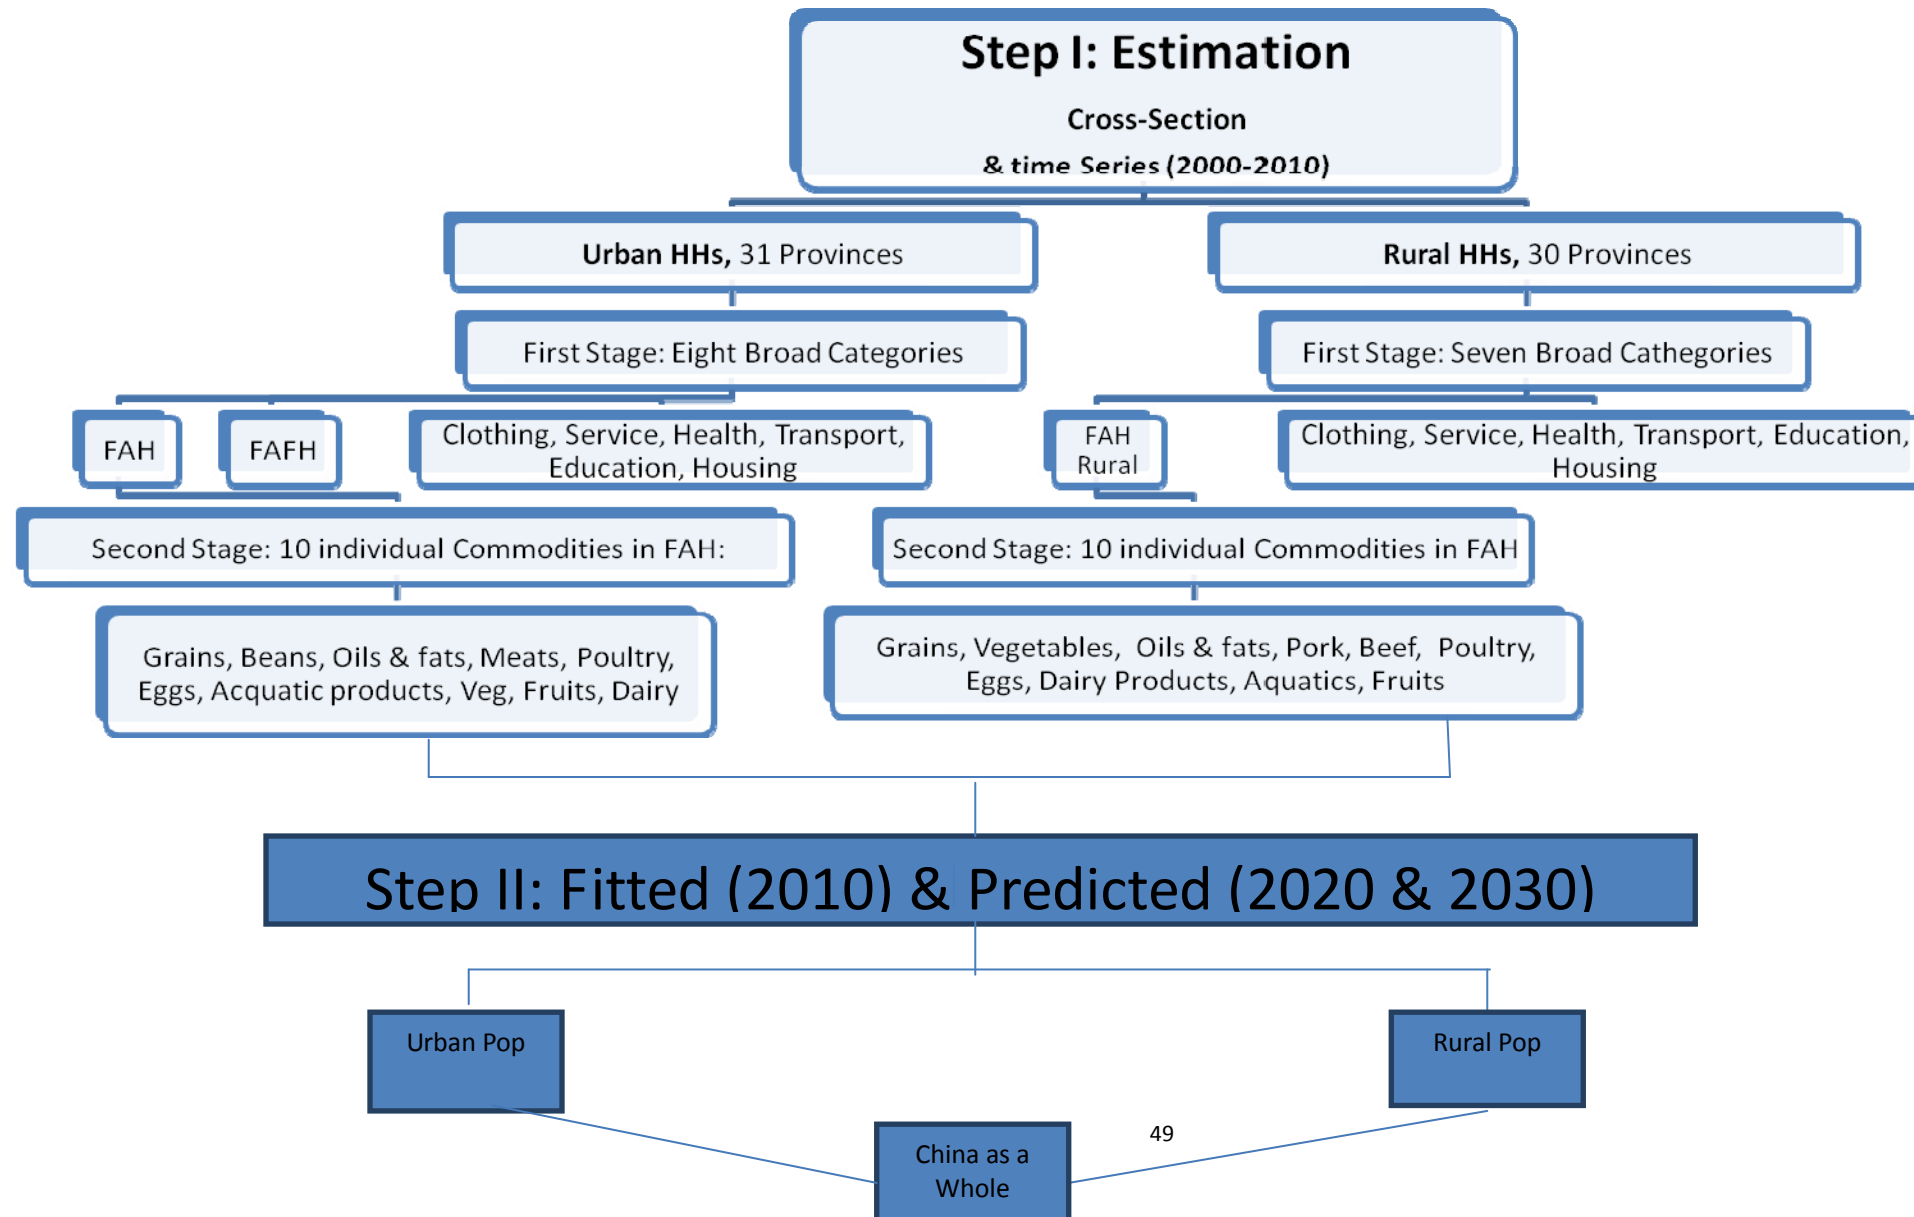 Step I: Estimation
Cross-Section
& time Series (2000-2010)
Urban HHs, 31 Provinces
Rural HHs, 30 Provinces
First Stage: Eight Broad Categories
First Stage: Seven Broad Cathegories
FAH
FAFH
Clothing, Service, Health, Transport,
Education, Housing
FAH
Rural
Clothing, Service, Health, Transport, Education,
Housing
Second Stage: 10 individual Commodities in FAH:
Second Stage: 10 individual Commodities in FAH
Grains, Beans, Oils & fats, Meats, Poultry,
Eggs, Acquatic products, Veg, Fruits, Dairy
Grains, Vegetables, Oils & fats, Pork, Beef, Poultry,
Eggs, Dairy Products, Aquatics, Fruits
Step II: Fitted (2010) & Predicted (2020 & 2030)
Urban Pop
Rural Pop
49
China as a
Whole